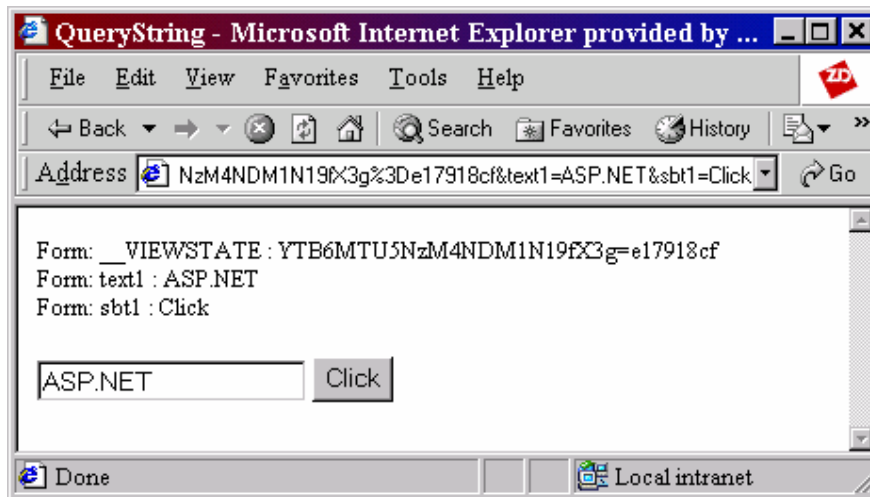 QueryString - Microsoft Internet Explorer provided by ...
File Edit View Favorites Tools Help
ZD
Back Search Favorites History »
Address NzM4NDM1N19fX3g%3De17918cf&text1=ASP.NET&sbt1=Click Go
Form: __VIEWSTATE : YTB6MTU5NzM4NDM1N19fX3g=e17918cf
Form: text1 : ASP.NET
Form: sbt1 : Click
ASP.NET Click
Done Local intranet